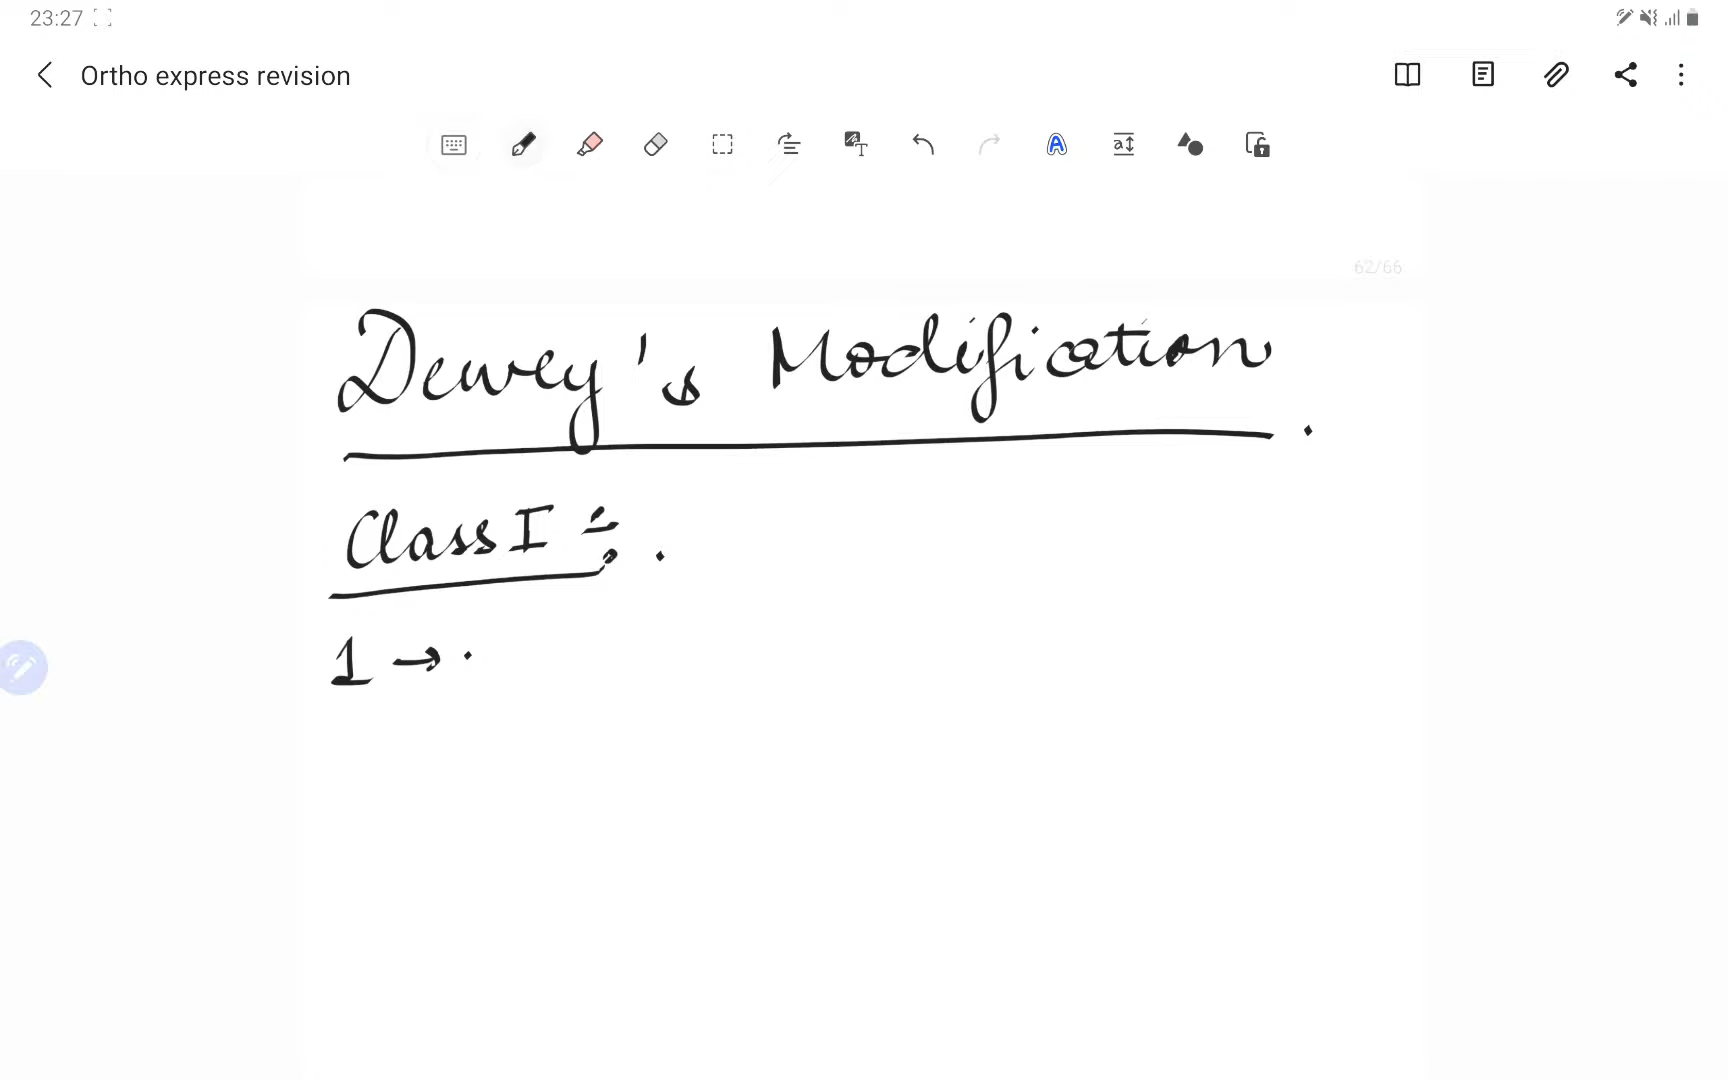 23:27
Ortho express revision
62/66
Dewey's Modification.
Class I :.
1 → .